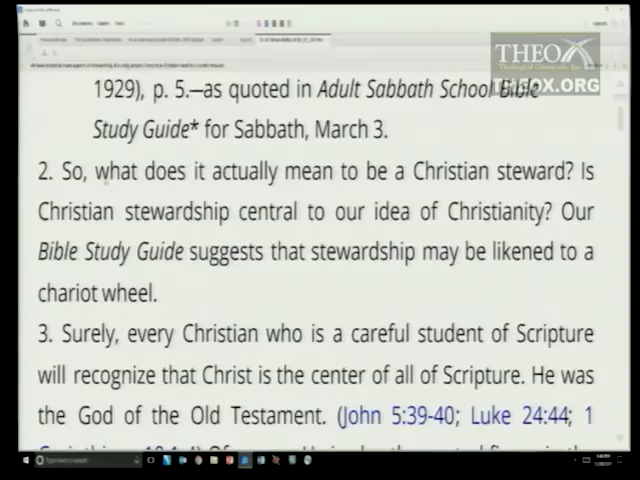 THEOX
THEOX.ORG
1929), p. 5.—as quoted in Adult Sabbath School Bible
Study Guide* for Sabbath, March 3.
2. So, what does it actually mean to be a Christian steward? Is
Christian stewardship central to our idea of Christianity? Our
Bible Study Guide suggests that stewardship may be likened to a
chariot wheel.
3. Surely, every Christian who is a careful student of Scripture
will recognize that Christ is the center of all of Scripture. He was
the God of the Old Testament. (John 5:39-40; Luke 24:44; 1